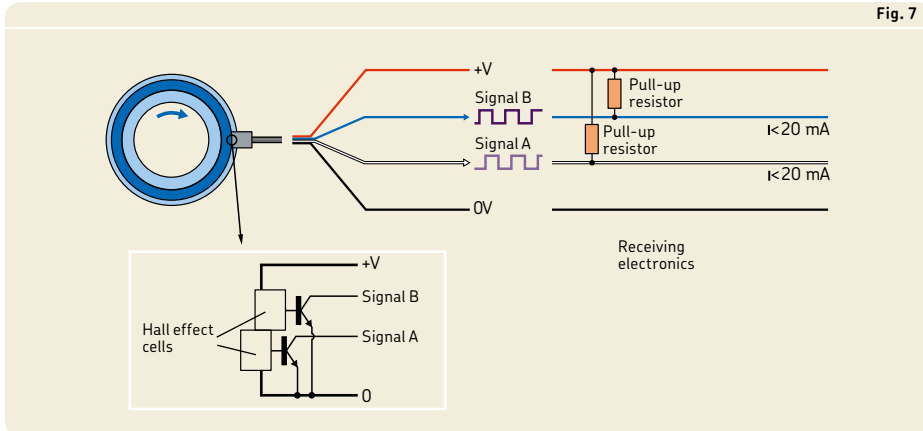 Fig. 7
+V
Signal B
Pull-up
resistor
I<20 mA
Pull-up
resistor
Signal A
I<20 mA
0V
Receiving
electronics
+V
Signal B
Hall effect
cells
Signal A
0